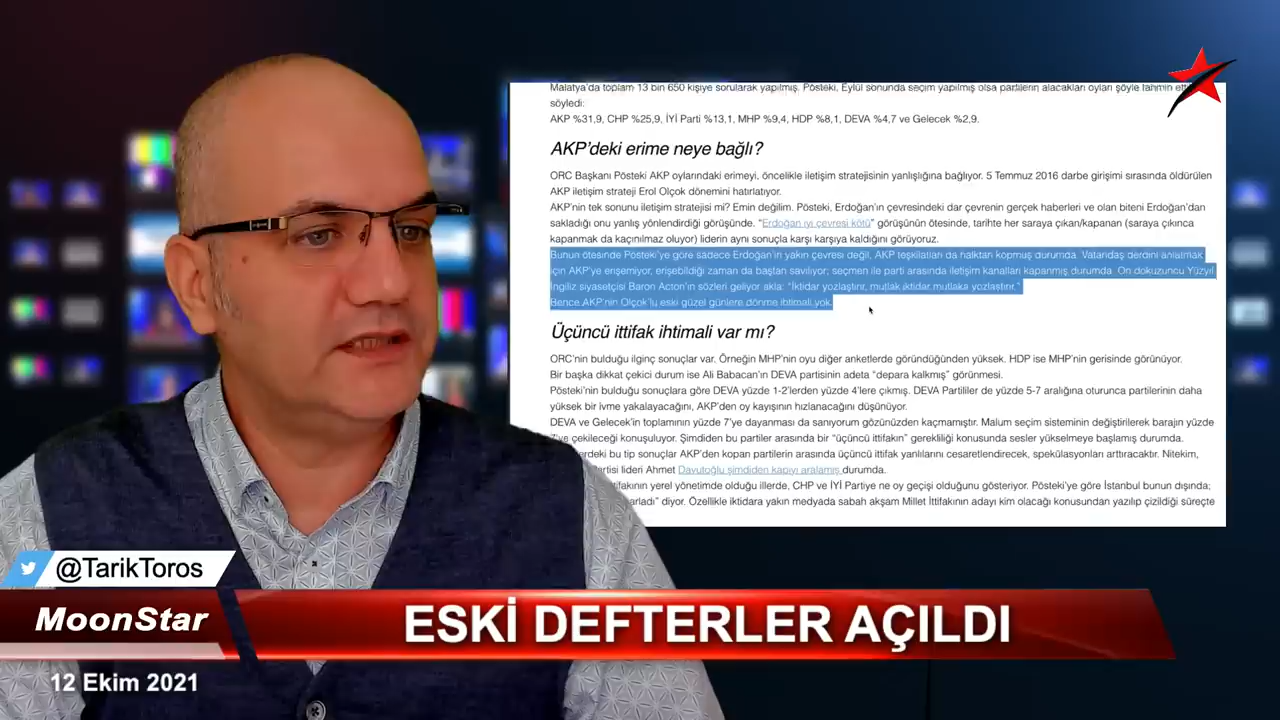 Malatya'da toplam 13 bin 650 kişiye sorularak yapılmış. Pösteki, Eylül sonunda seçim yapılmış olsa partilerin alacakları oyları şöyle tahmin
söyledi:
AKP %31,9, CHP %25,9, İYİ Parti %13,1, MHP %9,4, HDP %8,1, DEVA %4,7 ve Gelecek %2,9.
AKP'deki erime neye bağlı?
ORC Başkanı Pösteki AKP oylarındaki erimeyi, öncelikle iletişim stratejisinin yanlışlığına bağlıyor. 5 Temmuz 2016 darbe girişimi sırasında öldürülen
AKP iletişim strateji Erol Olçok dönemini hatırlatıyor.
AKP'nin tek sorunu iletişim stratejisi mi? Emin değilim. Pösteki, Erdoğan'ın çevresindeki dar çevrenin gerçek haberleri ve olan biteni Erdoğan'dan
sakladığı onu yanlış yönlendirdiği görüşünde. "Erdoğan iyi çevresi kötü" görüşünün ötesinde, tarihte her saraya çıkan/kapanan (saraya çıkınca
kapanmak da kaçınılmaz oluyor) liderin aynı sonuçla karşı karşıya kaldığını görüyoruz.
Bunun ötesinde Pösteki'ye göre sadece Erdoğan'ın yakın çevresi değil, AKP teşkilatları da halktan kopmuş durumda. Vatandaş derdini anlatmak
için AKP'ye erişemiyor, erişebildiği zaman da baştan savılıyor; seçmen ile parti arasında iletişim kanalları kapanmış durumda. On dokuzuncu Yüzyıl
İngiliz siyasetçisi Baron Acton'ın sözleri geliyor akla: "İktidar yozlaştırır, mutlak iktidar mutlaka yozlaştırır."
Bence AKP'nin Olçok'lu eski güzel günlere dönme ihtimali yok.
Üçüncü ittifak ihtimali var mı?
ORC'nin bulduğu ilginç sonuçlar var. Örneğin MHP'nin oyu diğer anketlerde göründüğünden yüksek. HDP ise MHP'nin gerisinde görünüyor.
Bir başka dikkat çekici durum ise Ali Babacan'ın DEVA partisinin adeta "depara kalkmış" görünmesi.
Pösteki'nin bulduğu sonuçlara göre DEVA yüzde 1-2'lerden yüzde 4'lere çıkmış. DEVA Partililer de yüzde 5-7 aralığına oturunca partilerinin daha
yüksek bir ivme yakalayacağını, AKP'den oy kayışının hızlanacağını düşünüyor.
DEVA ve Gelecek'in toplamının yüzde 7'ye dayanması da sanıyorum gözünüzden kaçmamıştır. Malum seçim sisteminin değiştirilerek barajın yüzde
7'ye çekileceği konuşuluyor. Şimdiden bu partiler arasında bir "üçüncü ittifakın" gerekliliği konusunda sesler yükselmeye başlamış durumda.
bu tip sonuçlar AKP'den kopan partilerin arasında üçüncü ittifak yanlılarını cesaretlendirecek, spekülasyonları arttıracaktır. Nitekim,
lideri Ahmet Davutoğlu şimdiden kapıyı aralamış durumda.
yerel yönetimde olduğu illerde, CHP ve İYİ Partiye ne oy geçişi olduğunu gösteriyor. Pösteki'ye göre İstanbul bunun dışında;
diyor. Özellikle iktidara yakın medyada sabah akşam Millet İttifakının adayı kim olacağı konusundan yazılıp çizildiği süreçte
@TarikToros
MoonStar
ESKİ DEFTERLER AÇILDI
12 Ekim 2021